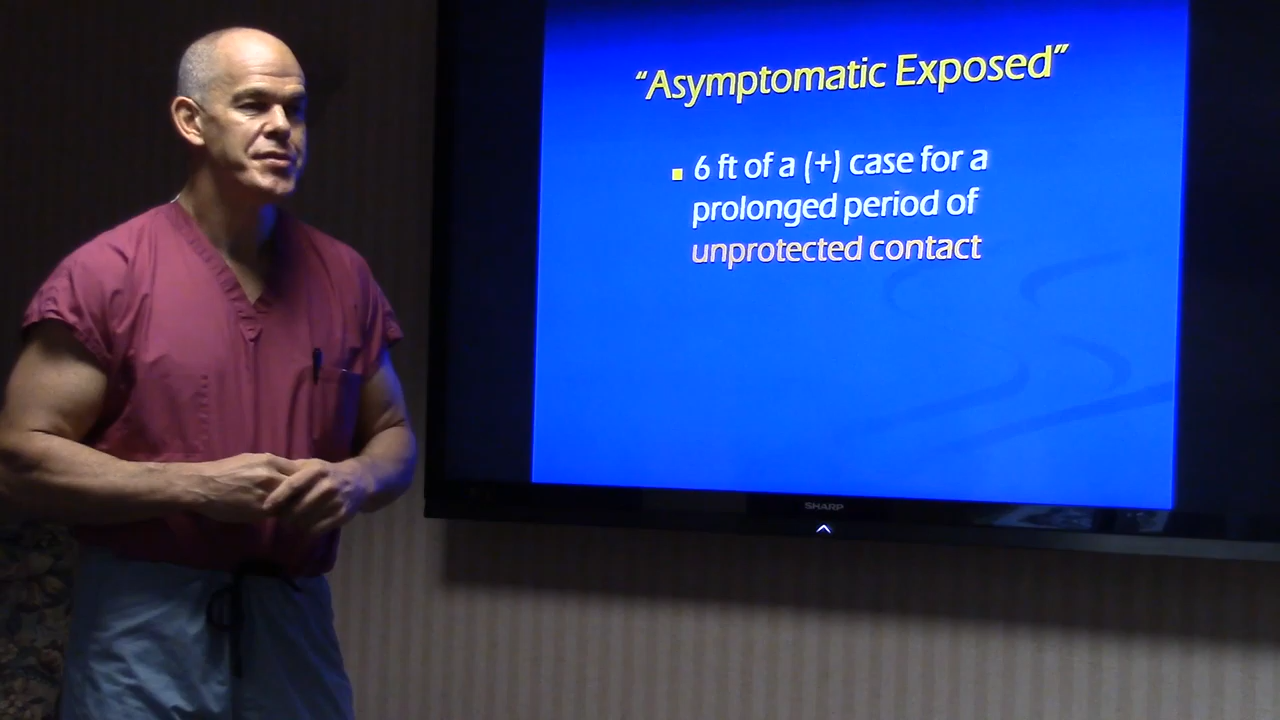 “Asymptomatic Exposed”
▪ 6 ft of a (+) case for a
prolonged period of
unprotected contact
SHARP